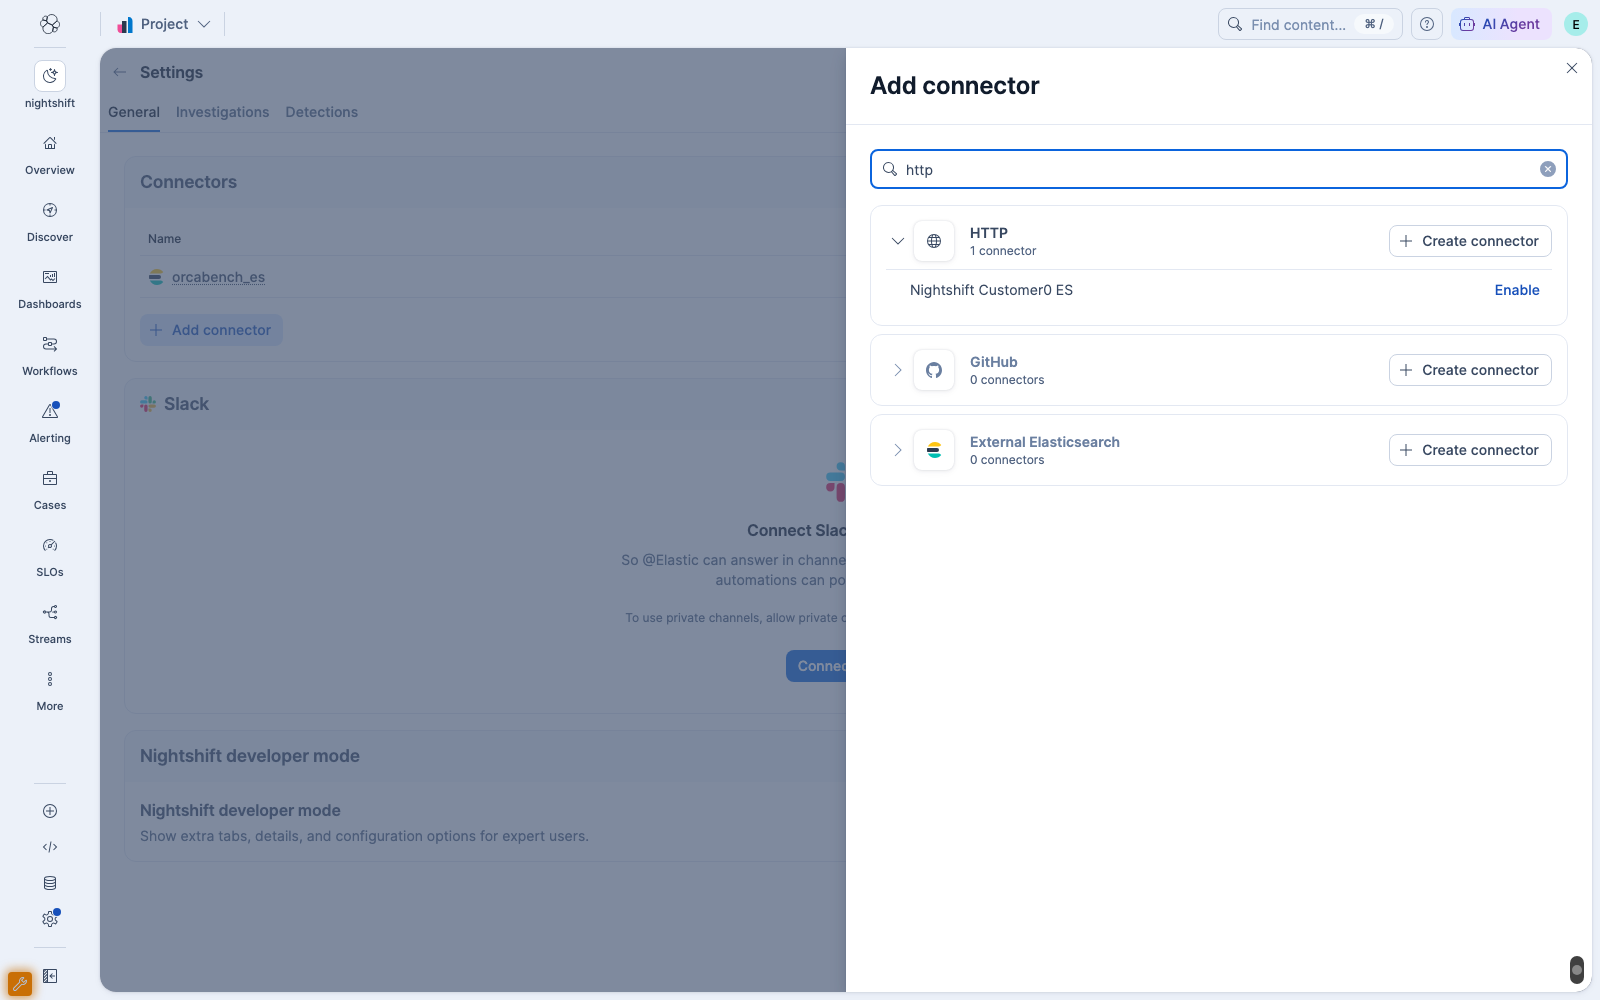 Project
Find content...
⌘ /
AI Agent
E
nightshift
Overview
Discover
Dashboards
Workflows
Alerting
Cases
SLOs
Streams
More
Settings
General
Investigations
Detections
Connectors
Name
orcabench_es
Add connector
Slack
Connect Slac
So @Elastic can answer in channe
automations can po
To use private channels, allow private c
Connec
Nightshift developer mode
Nightshift developer mode
Show extra tabs, details, and configuration options for expert users.
Add connector
http
HTTP
1 connector
Create connector
Nightshift Customer0 ES
Enable
GitHub
0 connectors
Create connector
External Elasticsearch
0 connectors
Create connector